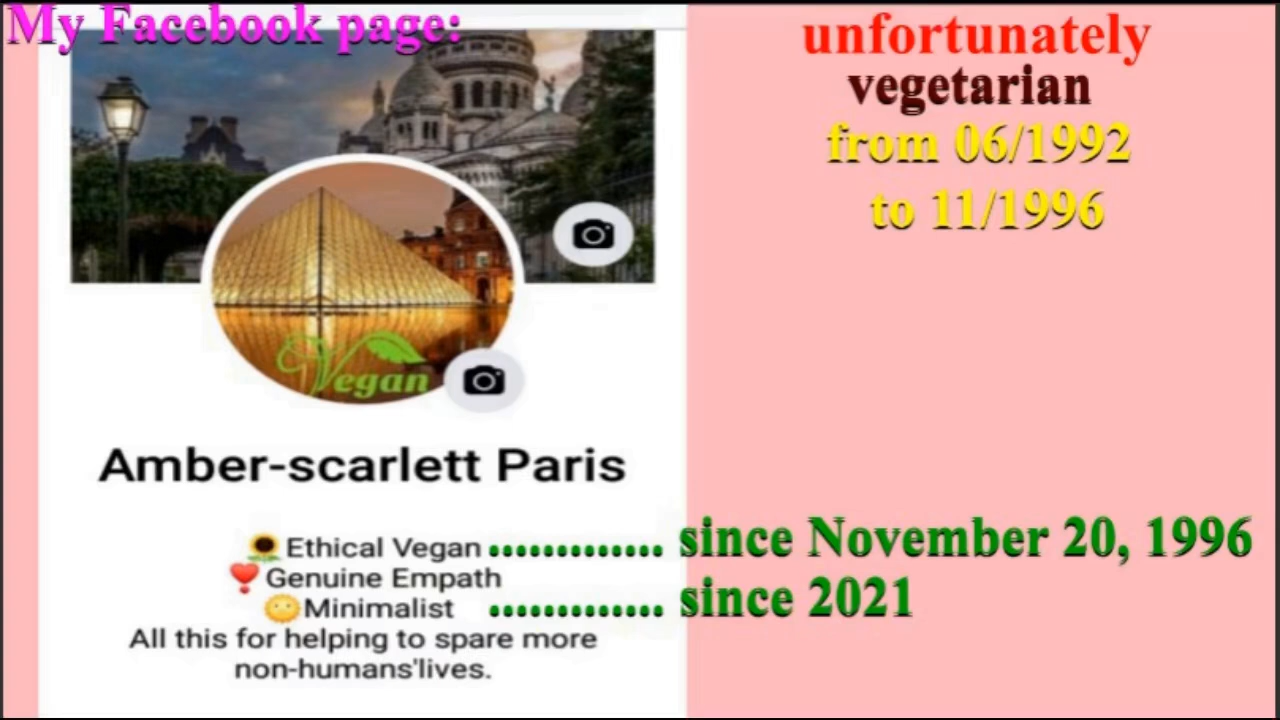 My Facebook page:
unfortunately
vegetarian
from 06/1992
to 11/1996
Vegan
Amber-scarlett Paris
Ethical Vegan ............. since November 20, 1996
Genuine Empath
Minimalist ............. since 2021
All this for helping to spare more
non-humans'lives.